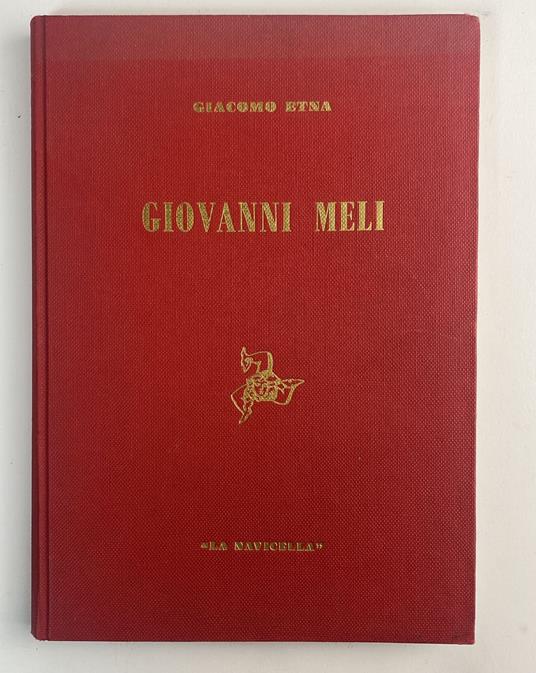 GIACOMO ETNA
GIOVANNI MELI
"LA NAVICELLA"